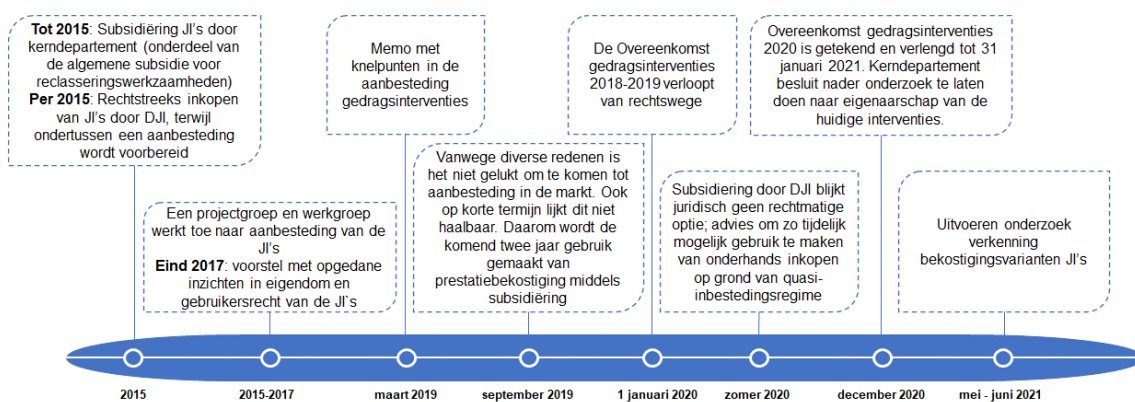 Tot 2015: Subsidiëring JI's door
kerndepartement (onderdeel van
de algemene subsidie voor
reclasseringswerkzaamheden)
Per 2015: Rechtstreeks inkopen
van JI's door DJI, terwijl
ondertussen een aanbesteding
wordt voorbereid
Een projectgroep en werkgroep
werkt toe naar aanbesteding van de
JI's
Eind 2017: voorstel met opgedane
inzichten in eigendom en
gebruikersrecht van de JI`s
Memo met
knelpunten in de
aanbesteding
gedragsinterventies
Vanwege diverse redenen is
het niet gelukt om te komen tot
aanbesteding in de markt. Ook
op korte termijn lijkt dit niet
haalbaar. Daarom wordt de
komend twee jaar gebruik
gemaakt van
prestatiebekostiging middels
subsidiëring
De Overeenkomst
gedragsinterventies
2018-2019 verloopt
van rechtswege
Subsidiering door DJI blijkt
juridisch geen rechtmatige
optie; advies om zo tijdelijk
mogelijk gebruik te maken
van onderhands inkopen
op grond van quasi-
inbestedingsregime
Overeenkomst gedragsinterventies
2020 is getekend en verlengd tot 31
januari 2021. Kerndepartement
besluit nader onderzoek te laten
doen naar eigenaarschap van de
huidige interventies.
Uitvoeren onderzoek
verkenning
bekostigingsvarianten JI's
2015
2015-2017
maart 2019
september 2019
1 januari 2020
zomer 2020
december 2020
mei - juni 2021